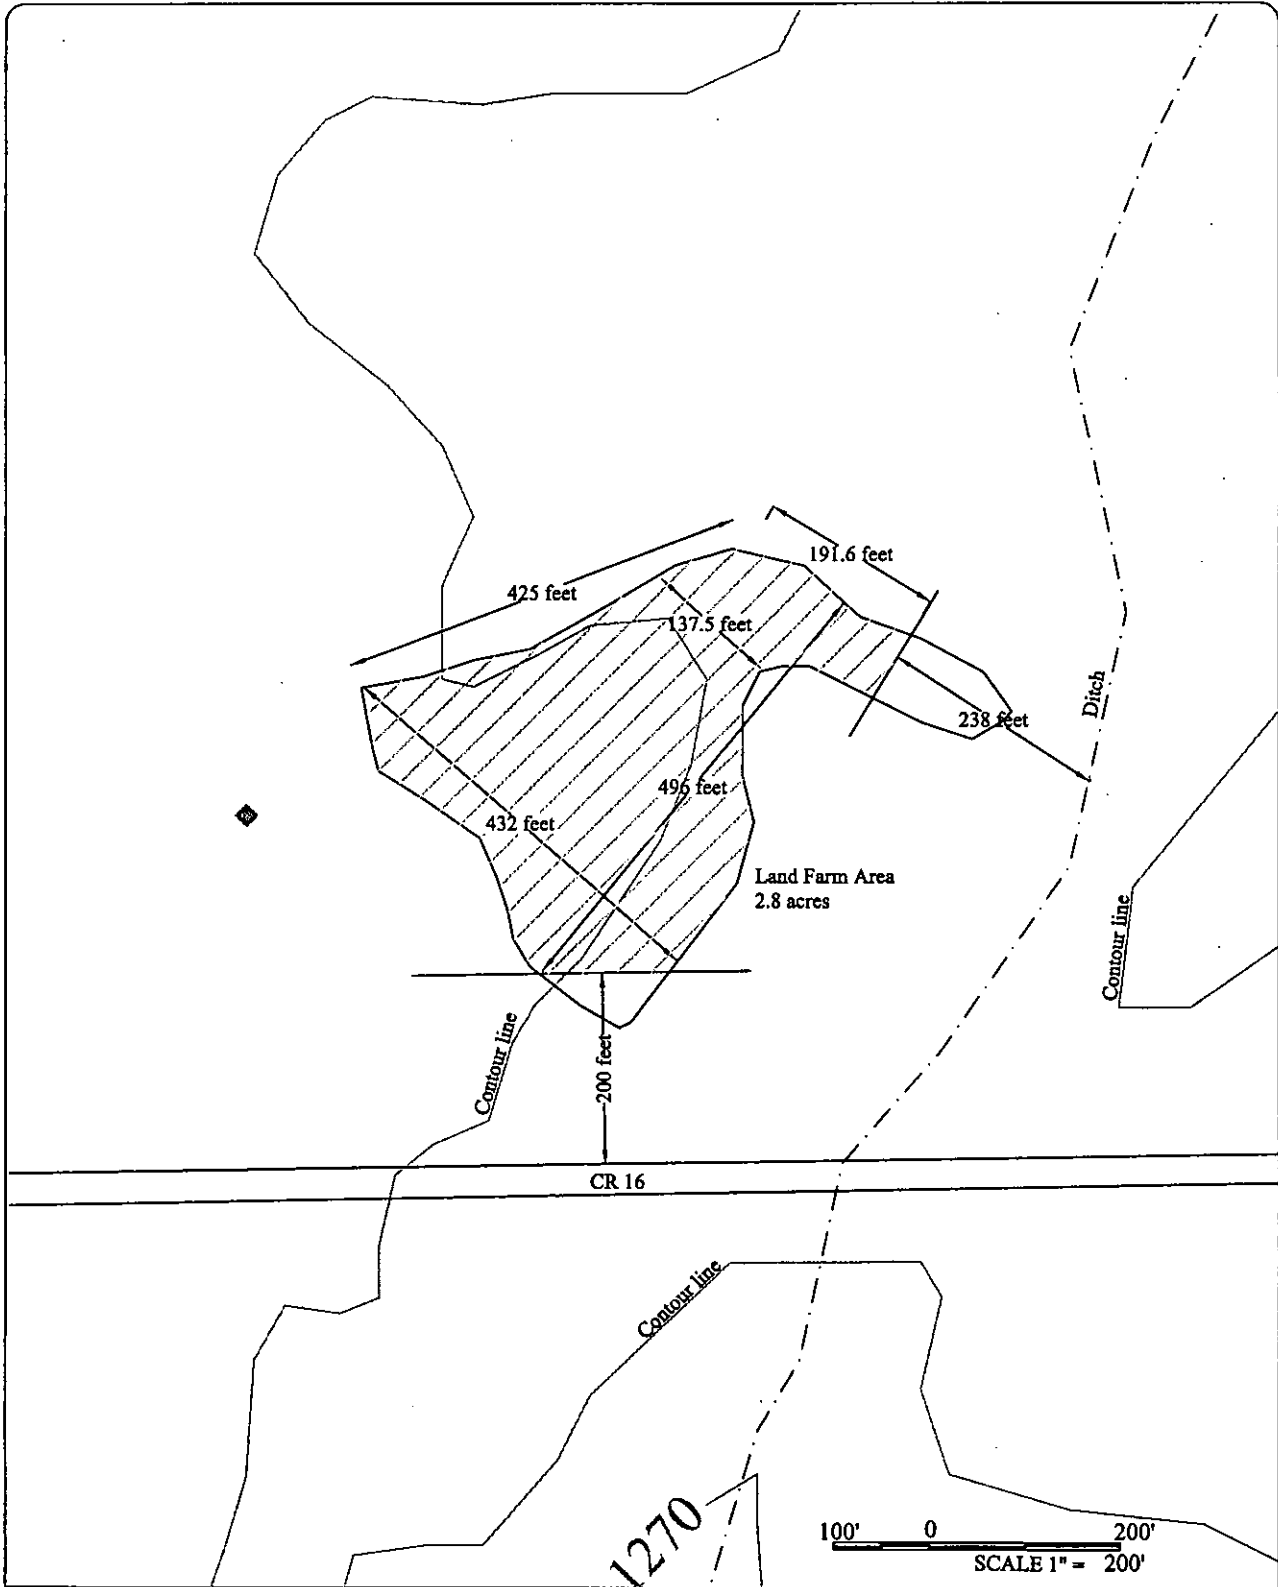 191.6 feet
425 feet
137.5 feet
Ditch
238 feet
496 feet
432 feet
Land Farm Area
2.8 acres
Contour line
Contour line
200 feet
CR 16
Contour line
1270
100' 0 200'
SCALE 1" = 200'